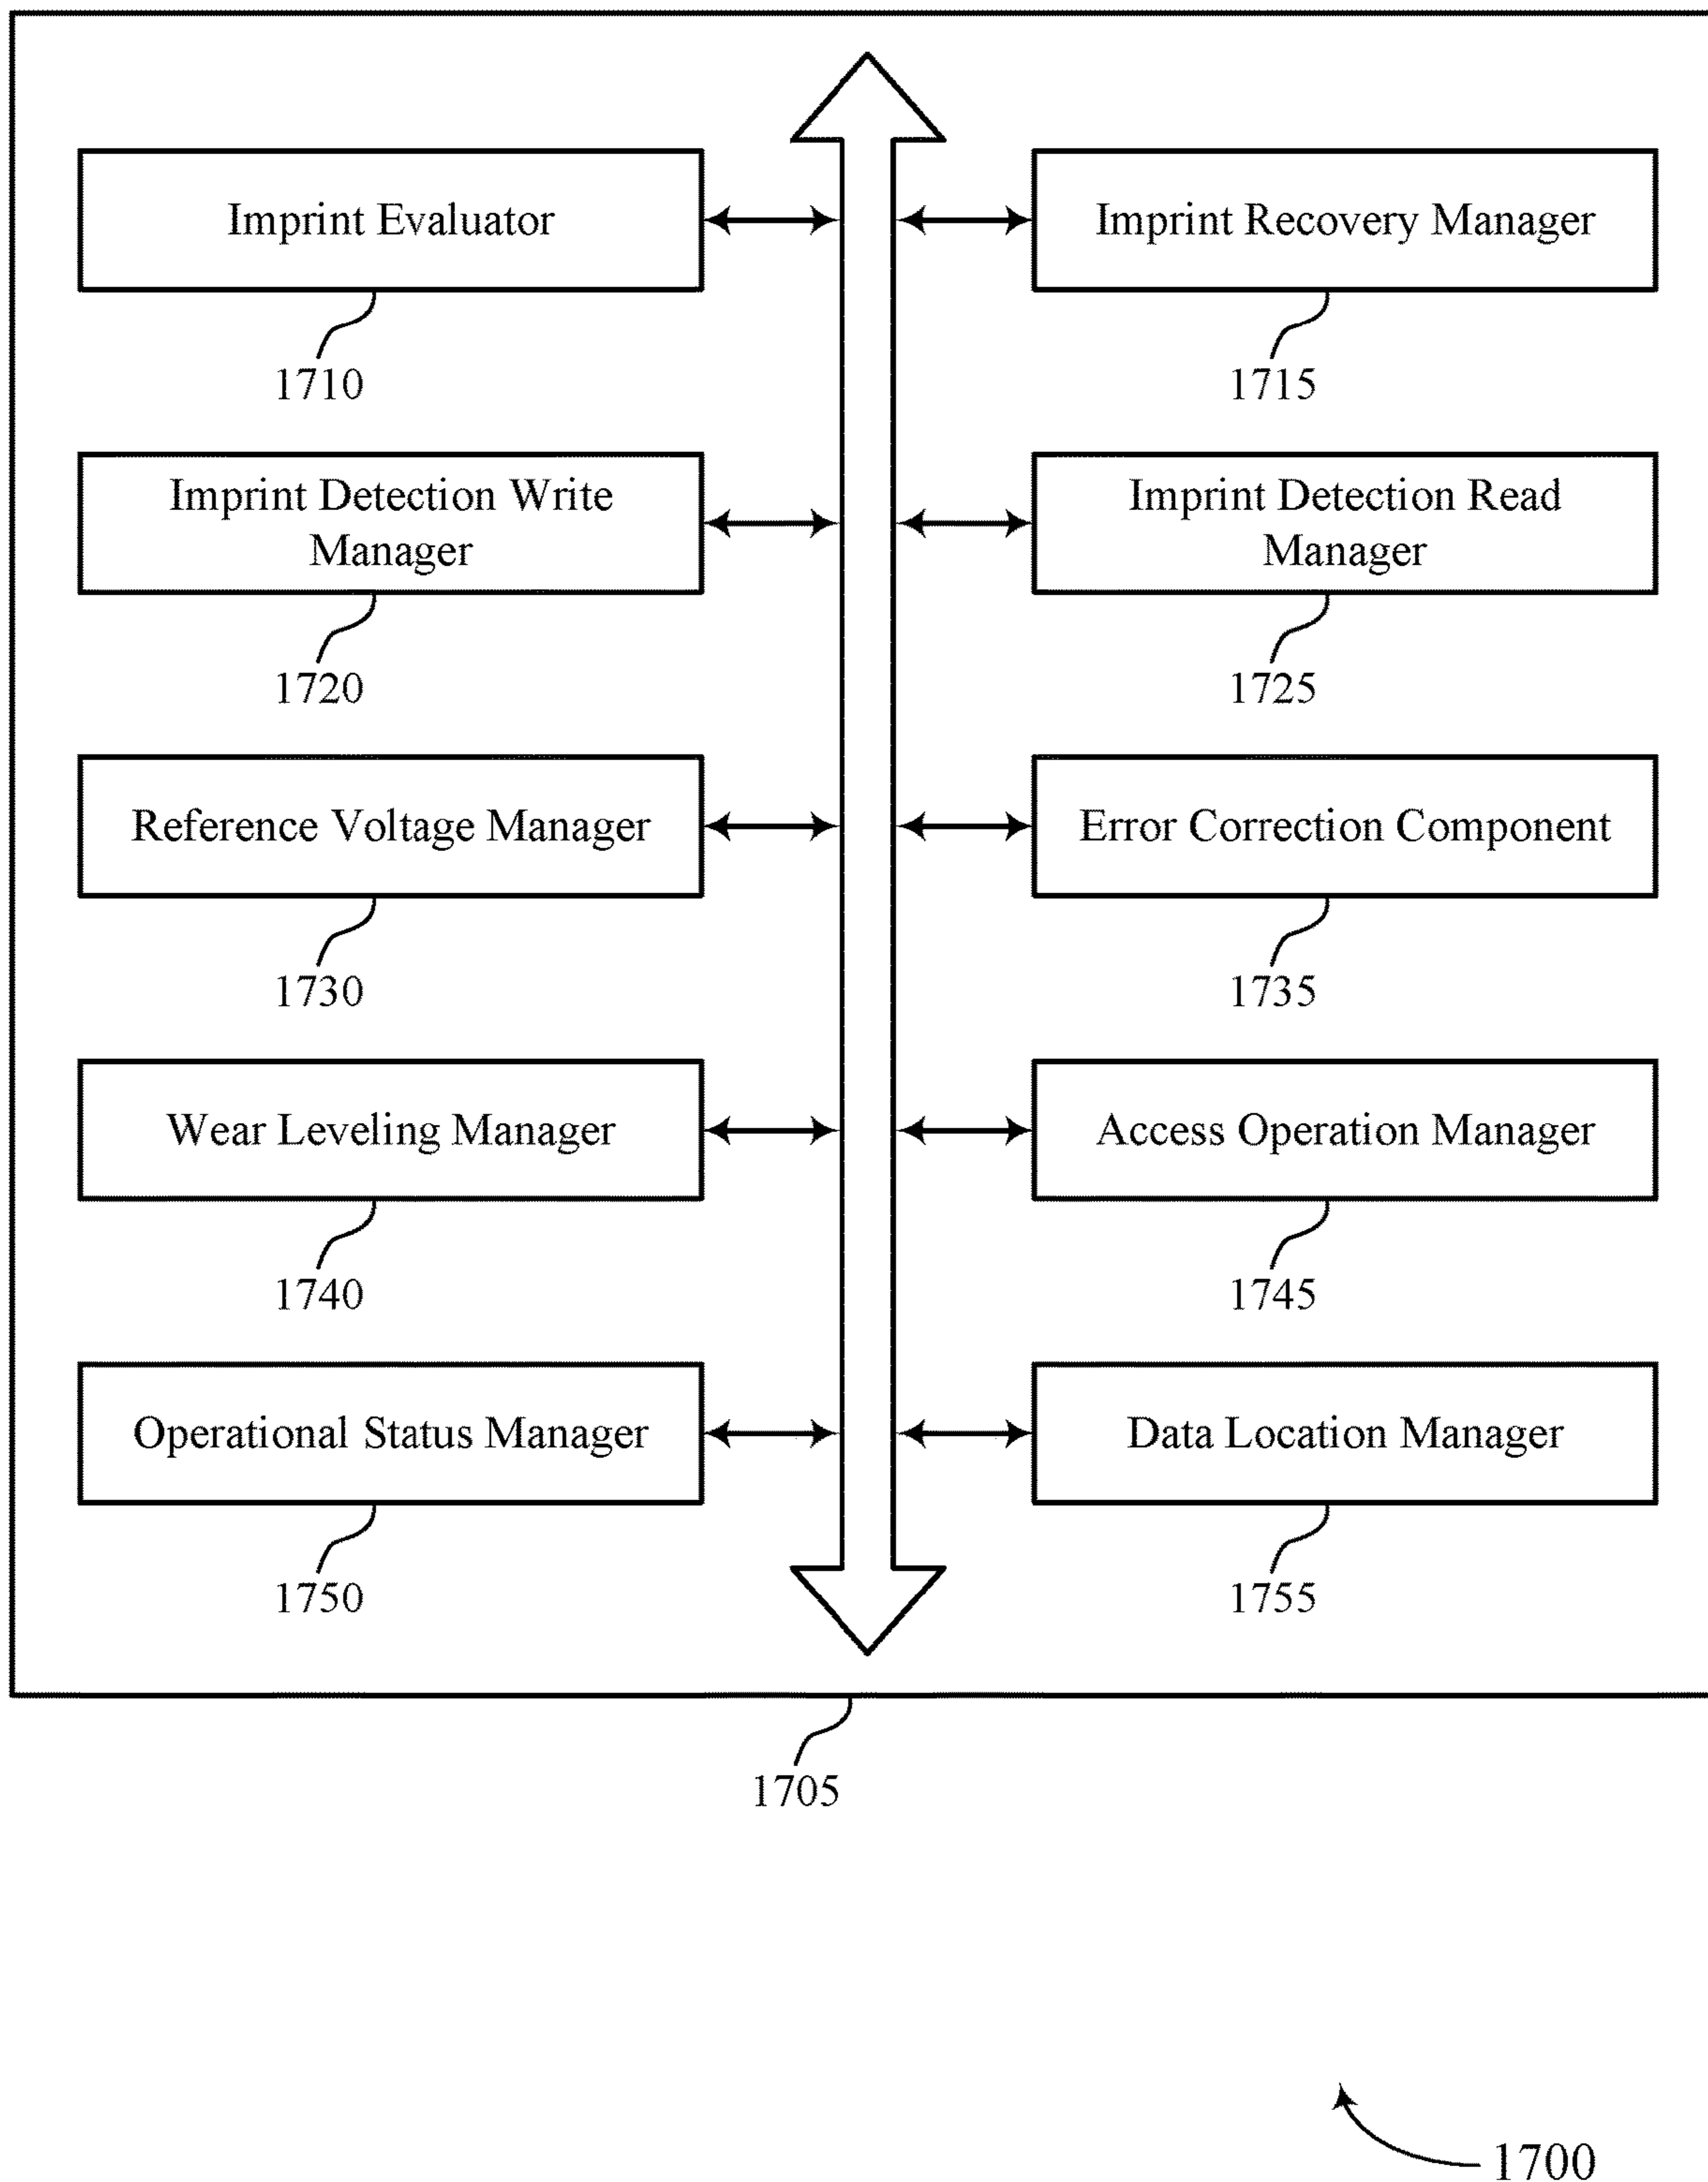 Imprint Evaluator
1710
Imprint Recovery Manager
1715
Imprint Detection Write
Manager
1720
Imprint Detection Read
Manager
1725
Reference Voltage Manager
1730
Error Correction Component
1735
Wear Leveling Manager
1740
Access Operation Manager
1745
Operational Status Manager
1750
Data Location Manager
1755
1705
1700